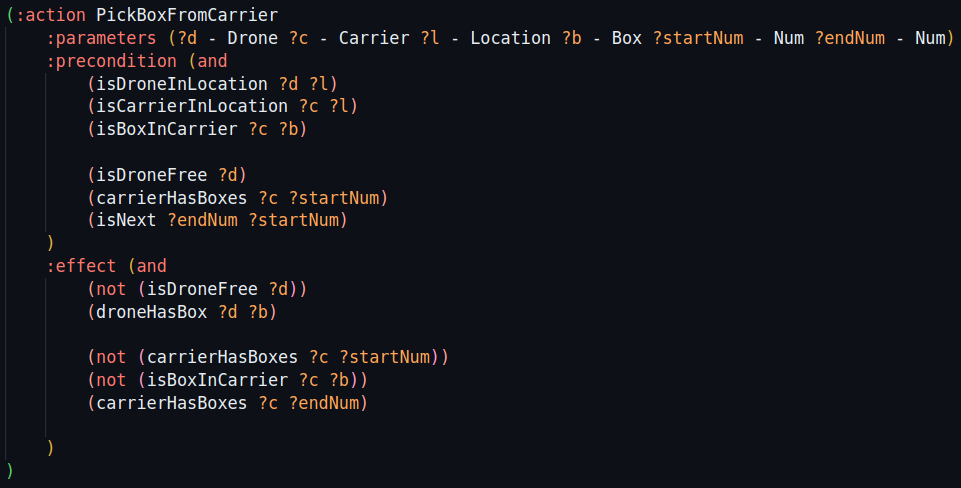 (:action PickBoxFromCarrier
    :parameters (?d - Drone ?c - Carrier ?l - Location ?b - Box ?startNum - Num ?endNum - Num)
    :precondition (and
        (isDroneInLocation ?d ?l)
        (isCarrierInLocation ?c ?l)
        (isBoxInCarrier ?c ?b)

        (isDroneFree ?d)
        (carrierHasBoxes ?c ?startNum)
        (isNext ?endNum ?startNum)
    )
    :effect (and
        (not (isDroneFree ?d))
        (droneHasBox ?d ?b)

        (not (carrierHasBoxes ?c ?startNum))
        (not (isBoxInCarrier ?c ?b))
        (carrierHasBoxes ?c ?endNum)

    )
)